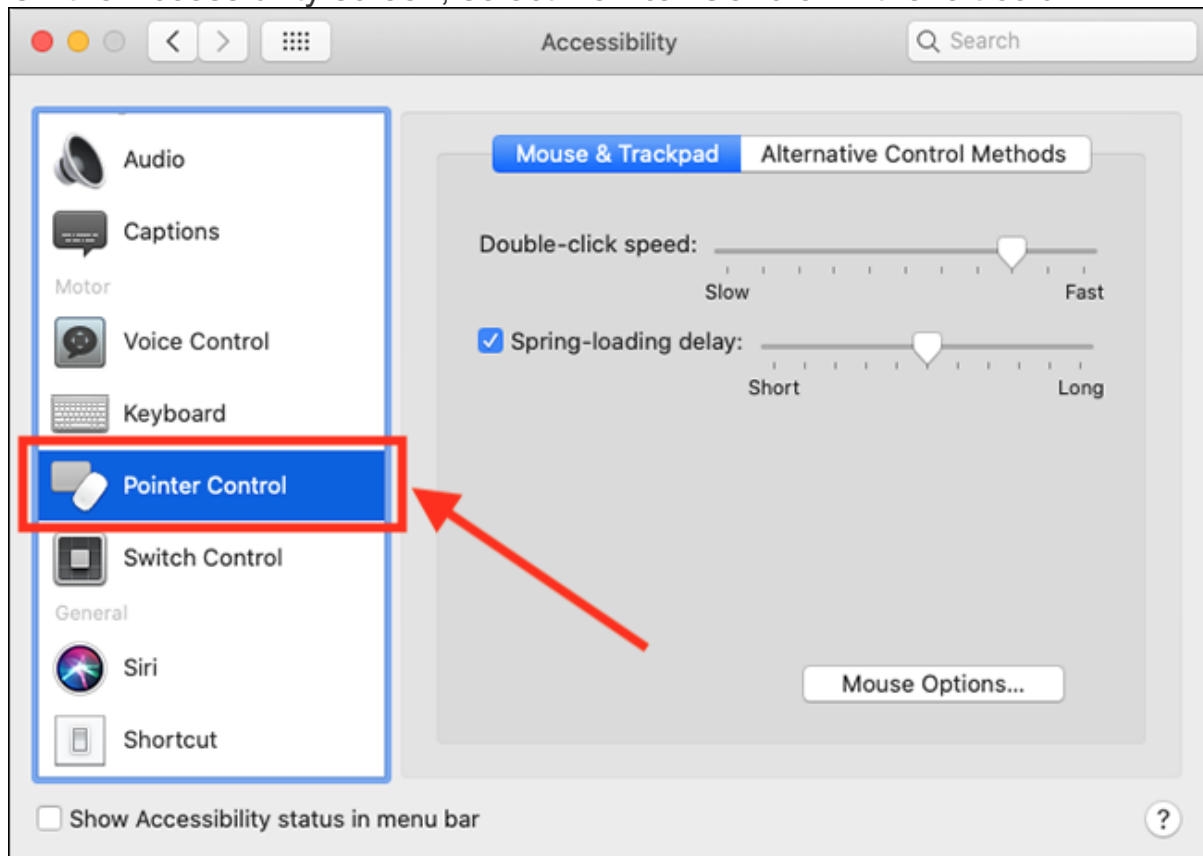 Accessibility
Search
Audio
Captions
Motor
Voice Control
Keyboard
Pointer Control
Switch Control
General
Siri
Shortcut
Mouse & Trackpad
Alternative Control Methods
Double-click speed:
Slow
Fast
Spring-loading delay:
Short
Long
Mouse Options...
Show Accessibility status in menu bar
?